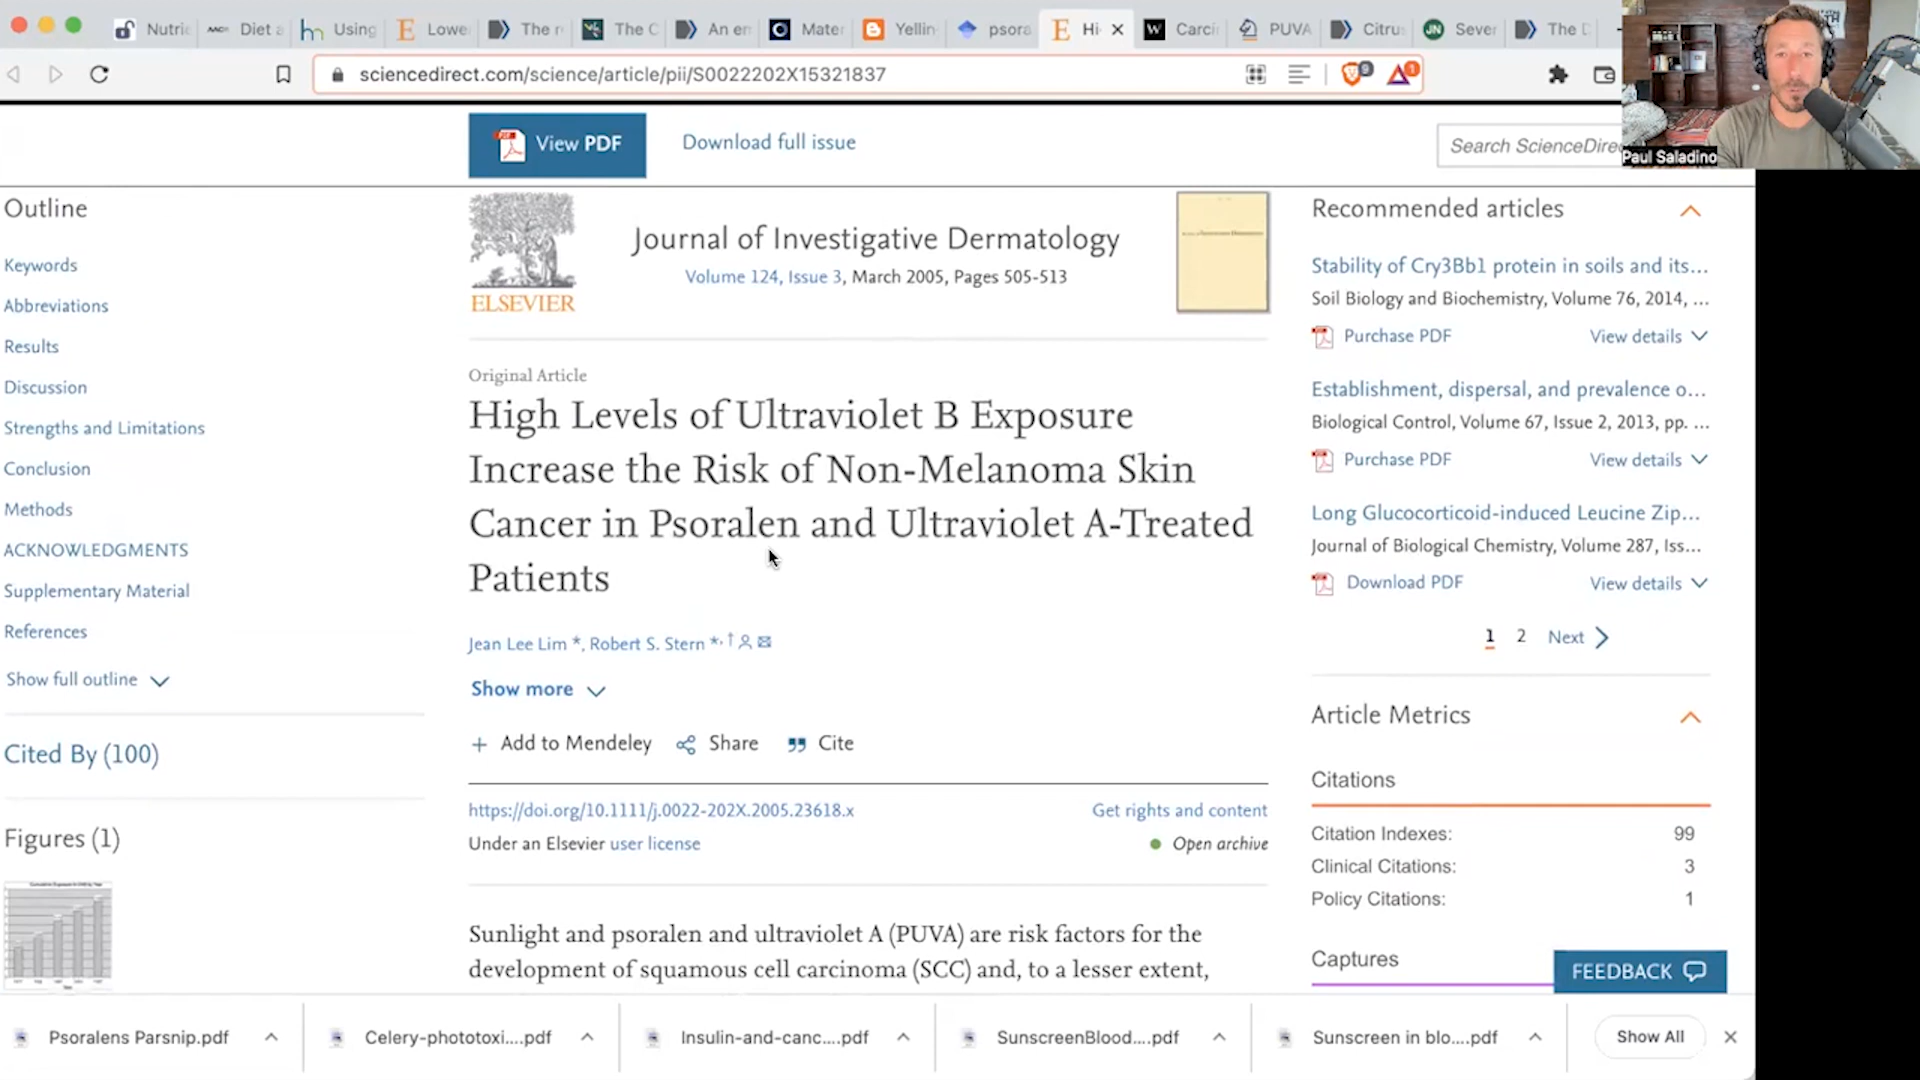 Nutri
Diet a
Using
Lowe
The r
The C
An en
Mater
Yellin
psora
Hi
Carci
PUVA
Citrus
JN
Sever
The D
sciencedirect.com/science/article/pii/S0022202X15321837
9
1
Paul Saladino
View PDF
Download full issue
Search ScienceDirec
Outline
Keywords
Abbreviations
Results
Discussion
Strengths and Limitations
Conclusion
Methods
ACKNOWLEDGMENTS
Supplementary Material
References
Show full outline
Cited By (100)
Figures (1)
ELSEVIER
Journal of Investigative Dermatology
Volume 124, Issue 3, March 2005, Pages 505-513
Original Article
High Levels of Ultraviolet B Exposure
Increase the Risk of Non-Melanoma Skin
Cancer in Psoralen and Ultraviolet A-Treated
Patients
Jean Lee Lim *, Robert S. Stern *, †
Show more
+ Add to Mendeley
Share
Cite
https://doi.org/10.1111/j.0022-202X.2005.23618.x
Get rights and content
Under an Elsevier user license
Open archive
Sunlight and psoralen and ultraviolet A (PUVA) are risk factors for the
development of squamous cell carcinoma (SCC) and, to a lesser extent,
Recommended articles
Stability of Cry3Bb1 protein in soils and its...
Soil Biology and Biochemistry, Volume 76, 2014, ...
Purchase PDF
View details
Establishment, dispersal, and prevalence o...
Biological Control, Volume 67, Issue 2, 2013, pp. ...
Purchase PDF
View details
Long Glucocorticoid-induced Leucine Zip...
Journal of Biological Chemistry, Volume 287, Iss...
Download PDF
View details
1 2 Next
Article Metrics
Citations
Citation Indexes: 99
Clinical Citations: 3
Policy Citations: 1
Captures
FEEDBACK
Psoralens Parsnip.pdf
Celery-phototoxi....pdf
Insulin-and-canc....pdf
SunscreenBlood....pdf
Sunscreen in blo....pdf
Show All